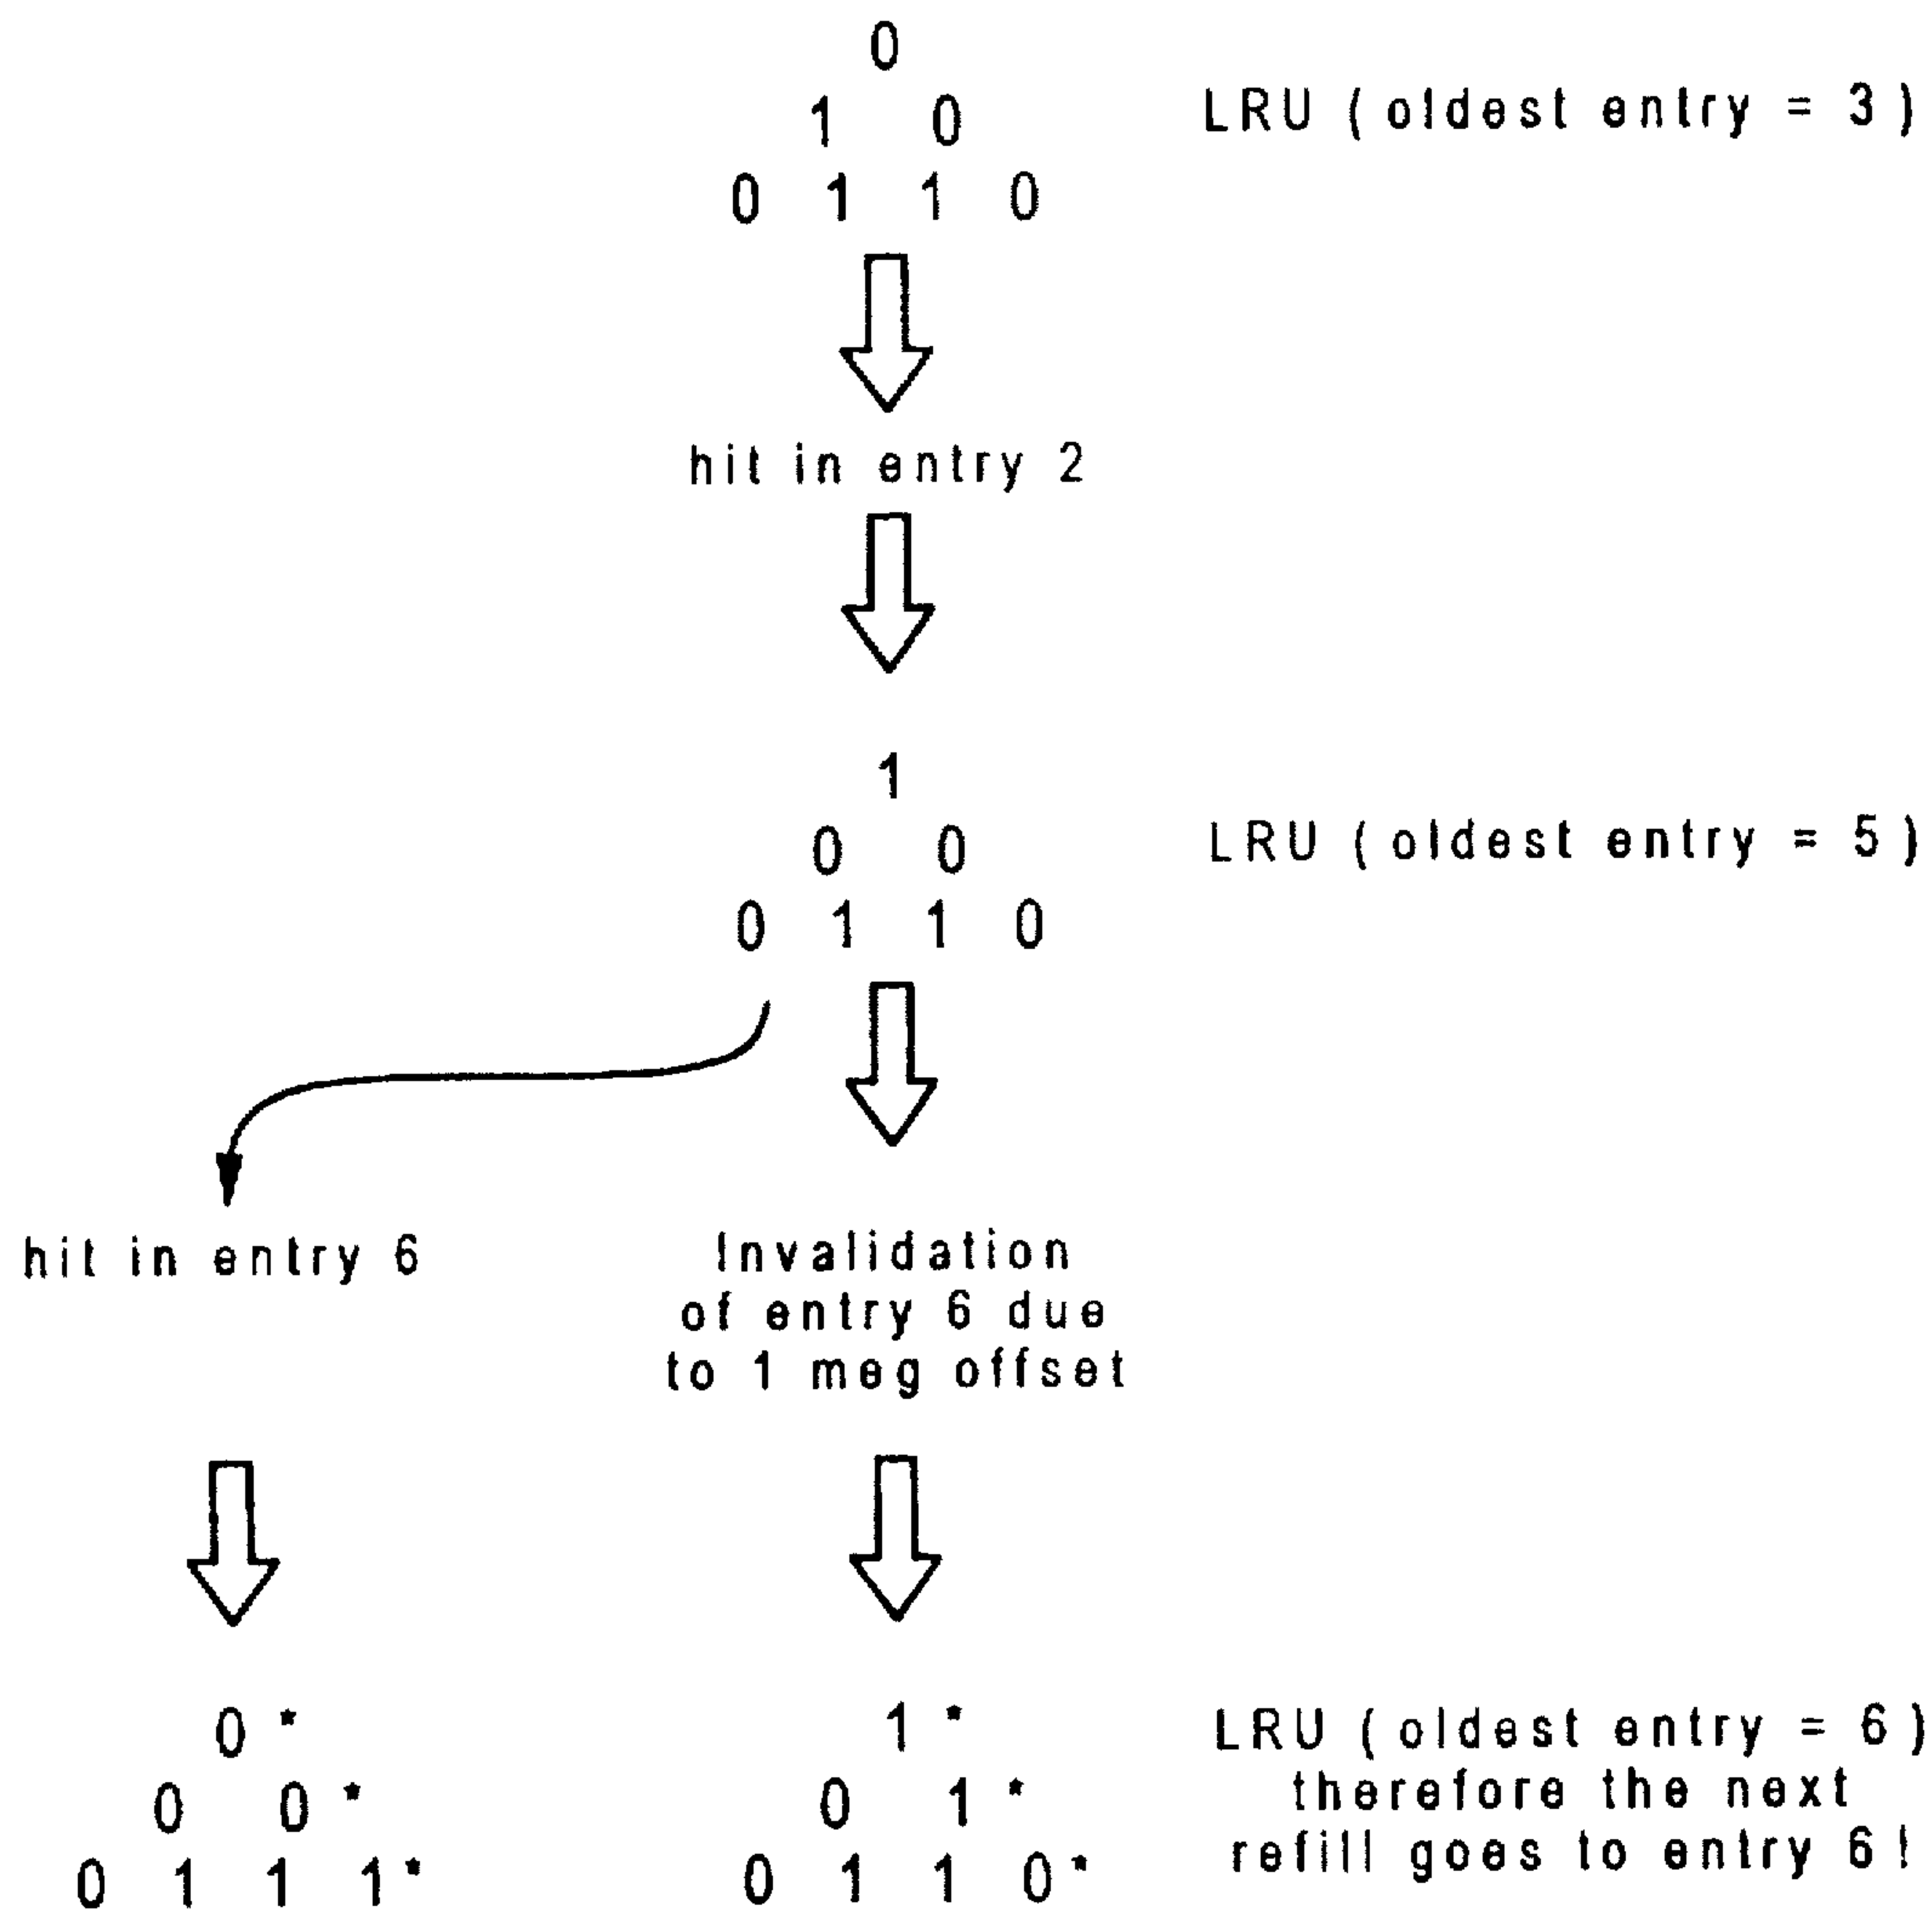 0
1 0 LRU ( oldest entry = 3 )
0 1 1 0
hit in entry 2
1
0 0 LRU ( oldest entry = 5 )
0 1 1 0
hit in entry 6
Invalidation
of entry 6 due
to 1 meg offset
0 *
0 0 *
0 1 1 1 *
1 *
0 1 *
0 1 1 0 *
LRU ( oldest entry = 6 )
therefore the next
refill goes to entry 6 !